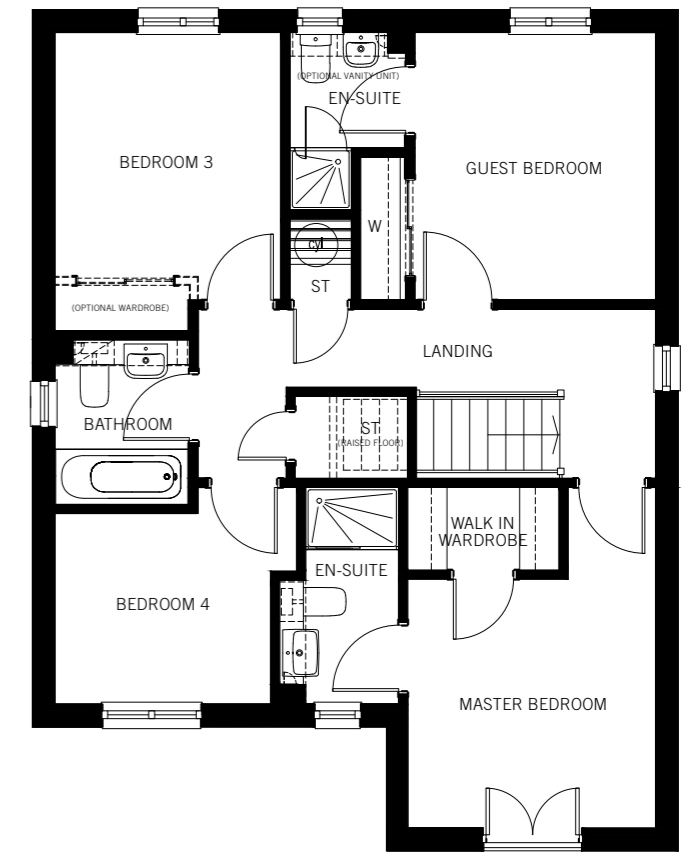 (OPTIONAL VANITY UNIT)
EN-SUITE
BEDROOM 3
GUEST BEDROOM
W
cyl
ST
(OPTIONAL WARDROBE)
LANDING
BATHROOM
ST
(RAISED FLOOR)
WALK IN
WARDROBE
EN-SUITE
BEDROOM 4
MASTER BEDROOM